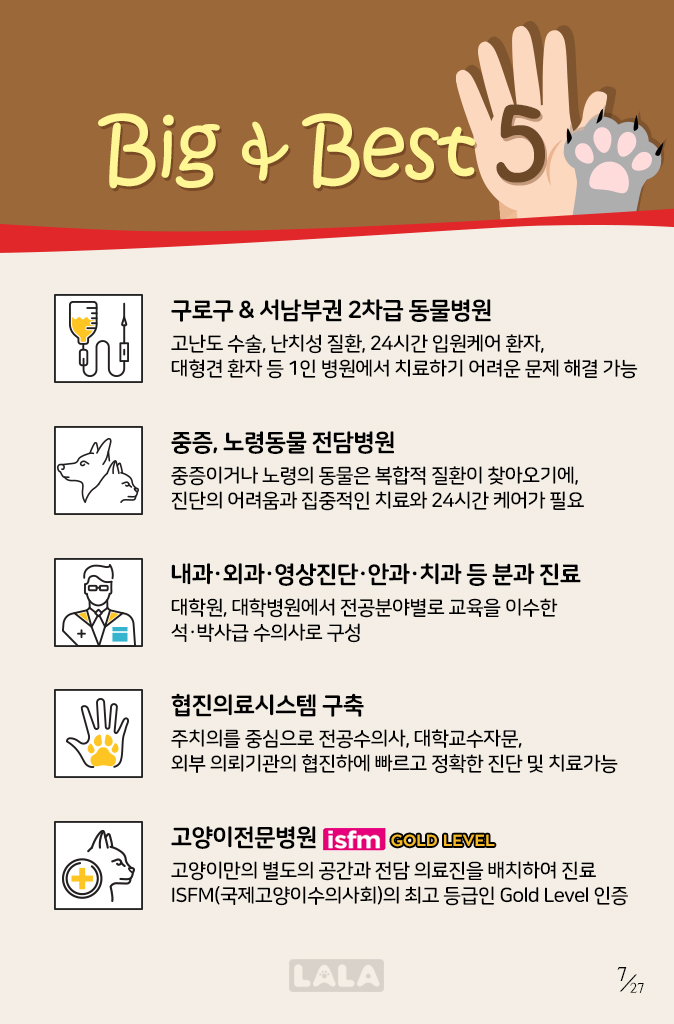 Big & Best 5
구로구 & 서남부권 2차급 동물병원
고난도 수술, 난치성 질환, 24시간 입원케어 환자,
대형견 환자 등 1인 병원에서 치료하기 어려운 문제 해결 가능
중증, 노령동물 전담병원
중증이거나 노령의 동물은 복합적 질환이 찾아오기에,
진단의 어려움과 집중적인 치료와 24시간 케어가 필요
내과·외과·영상진단·안과·치과 등 분과 진료
대학원, 대학병원에서 전공분야별로 교육을 이수한
석·박사급 수의사로 구성
협진의료시스템 구축
주치의를 중심으로 전공수의사, 대학교수자문,
외부 의뢰기관의 협진하에 빠르고 정확한 진단 및 치료가능
고양이전문병원 isfm GOLD LEVEL
고양이만의 별도의 공간과 전담 의료진을 배치하여 진료
ISFM(국제고양이수의사회)의 최고 등급인 Gold Level 인증
LALA
7/27